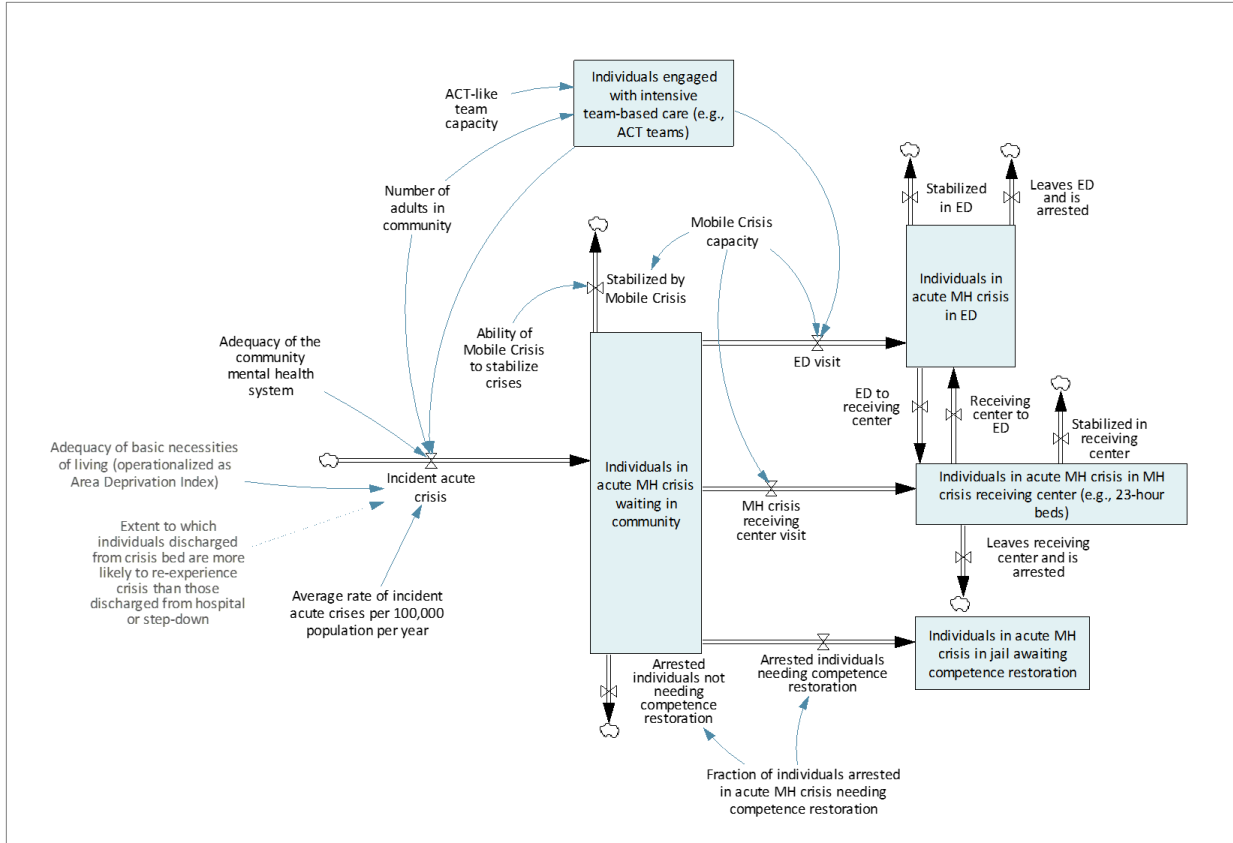 Individuals engaged
with intensive
team-based care (e.g.,
ACT teams)
ACT-like
team
capacity
Number of
adults in
community
Mobile Crisis
capacity
Stabilized
in ED
Leaves ED
and is
arrested
Individuals in
acute MH crisis
in ED
Stabilized by
Mobile Crisis
Ability of
Mobile Crisis
to stabilize
crises
Adequacy of the
community
mental health
system
ED visit
ED to
receiving
center
Receiving
center to
ED
Stabilized in
receiving
center
Adequacy of basic necessities
of living (operationalized as
Area Deprivation Index)
Incident acute
crisis
Individuals in
acute MH crisis
waiting in
community
Individuals in acute MH crisis in MH
crisis receiving center (e.g., 23-hour
beds)
MH crisis
receiving
center visit
Extent to which
individuals discharged
from crisis bed are more
likely to re-experience
crisis than those
discharged from hospital
or step-down
Leaves receiving
center and is
arrested
Average rate of incident
acute crises per 100,000
population per year
Individuals in acute MH
crisis in jail awaiting
competence restoration
Arrested
individuals not
needing
competence
restoration
Arrested individuals
needing competence
restoration
Fraction of individuals arrested
in acute MH crisis needing
competence restoration